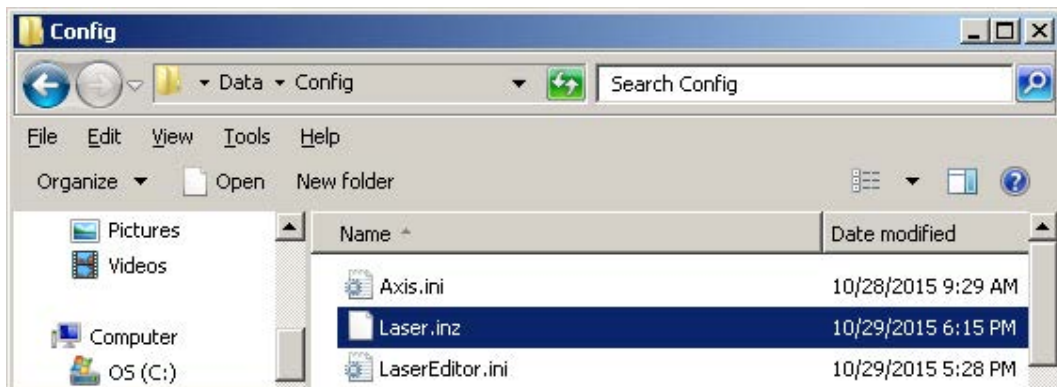 Config
Data Config Search Config
File Edit View Tools Help
Organize Open New folder
Pictures
Videos
Computer
OS (C:)
Name Date modified
Axis.ini 10/28/2015 9:29 AM
Laser.inz 10/29/2015 6:15 PM
LaserEditor.ini 10/29/2015 5:28 PM